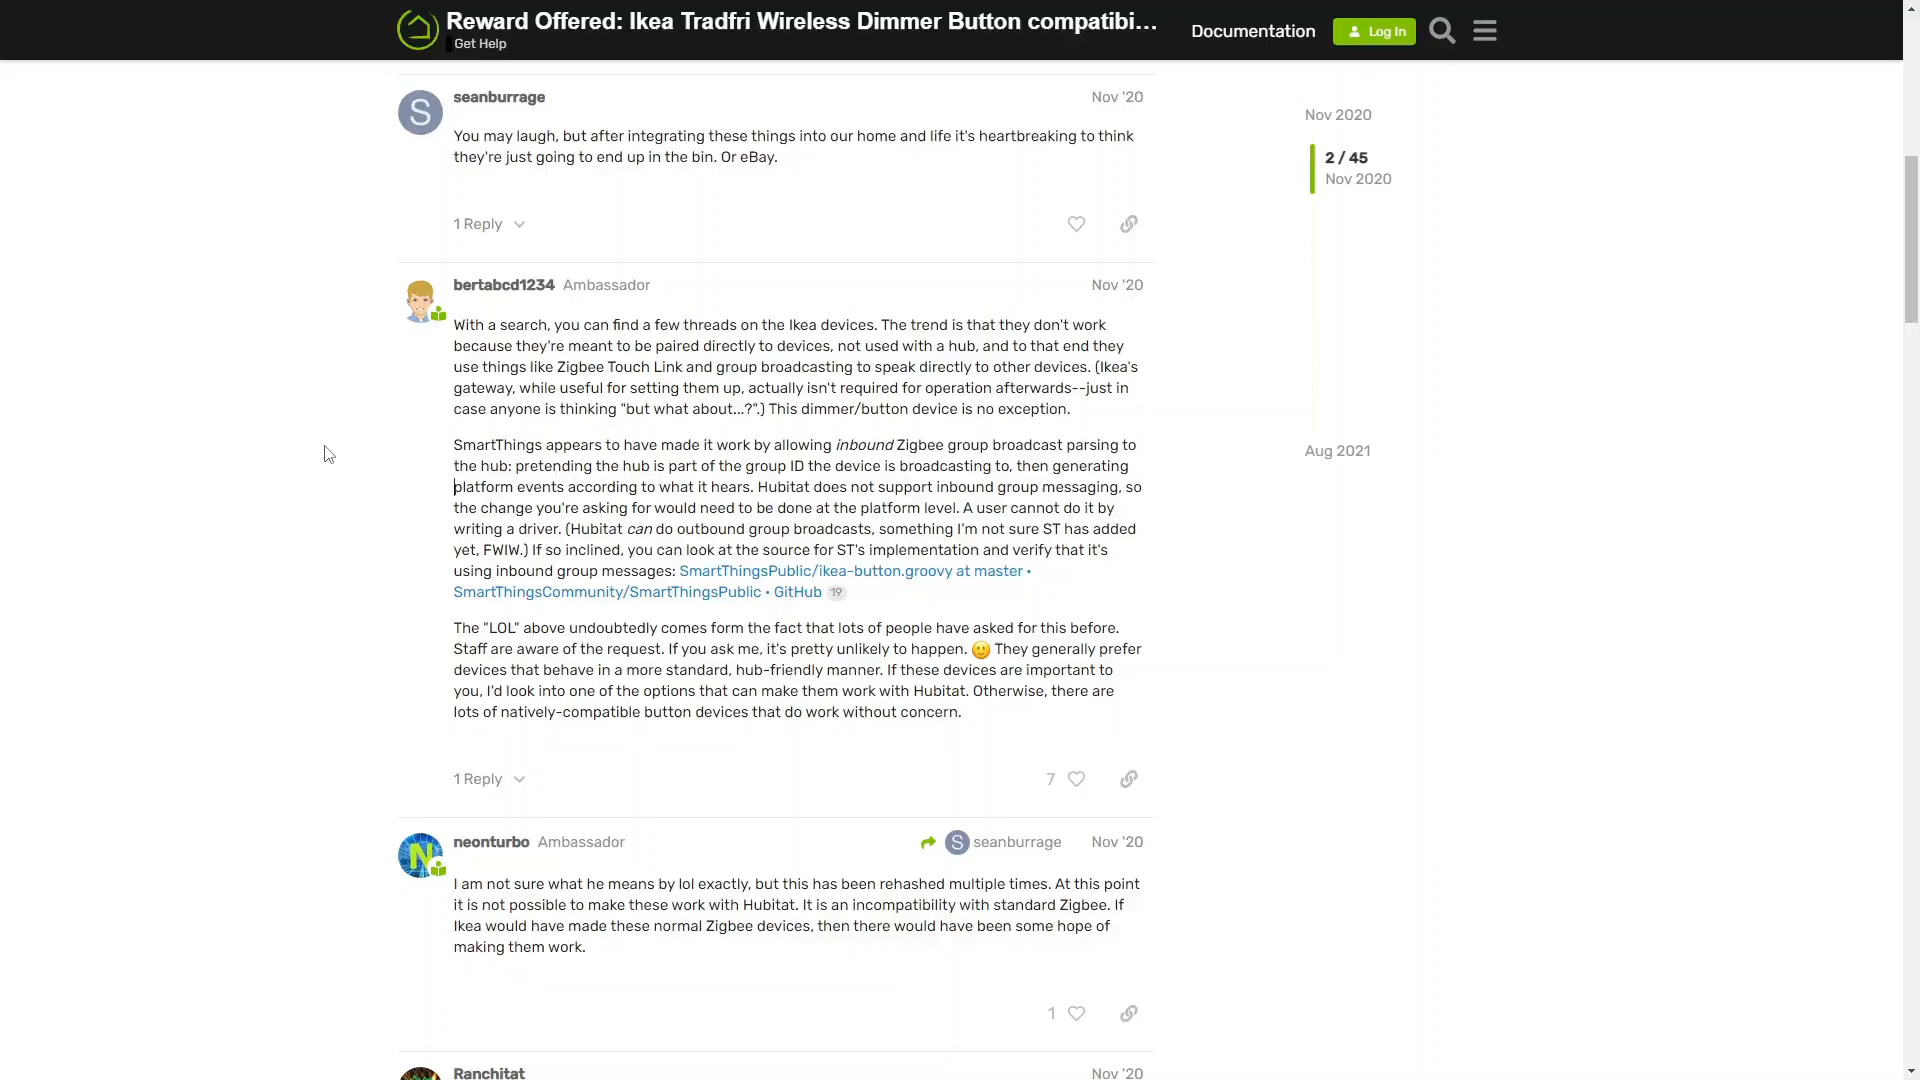 Reward Offered: Ikea Tradfri Wireless Dimmer Button compatibi...
Get Help
Documentation
Log In
seanburrage
Nov '20
You may laugh, but after integrating these things into our home and life it's heartbreaking to think
they're just going to end up in the bin. Or eBay.
1 Reply
Nov 2020
2 / 45
Nov 2020
Aug 2021
bertabcd1234 Ambassador
Nov '20
With a search, you can find a few threads on the Ikea devices. The trend is that they don't work
because they're meant to be paired directly to devices, not used with a hub, and to that end they
use things like Zigbee Touch Link and group broadcasting to speak directly to other devices. (Ikea's
gateway, while useful for setting them up, actually isn't required for operation afterwards--just in
case anyone is thinking "but what about...?".) This dimmer/button device is no exception.
SmartThings appears to have made it work by allowing inbound Zigbee group broadcast parsing to
the hub: pretending the hub is part of the group ID the device is broadcasting to, then generating
platform events according to what it hears. Hubitat does not support inbound group messaging, so
the change you're asking for would need to be done at the platform level. A user cannot do it by
writing a driver. (Hubitat can do outbound group broadcasts, something I'm not sure ST has added
yet, FWIW.) If so inclined, you can look at the source for ST's implementation and verify that it's
using inbound group messages: SmartThingsPublic/ikea-button.groovy at master •
SmartThingsCommunity/SmartThingsPublic • GitHub 19
The "LOL" above undoubtedly comes form the fact that lots of people have asked for this before.
Staff are aware of the request. If you ask me, it's pretty unlikely to happen. They generally prefer
devices that behave in a more standard, hub-friendly manner. If these devices are important to
you, I'd look into one of the options that can make them work with Hubitat. Otherwise, there are
lots of natively-compatible button devices that do work without concern.
1 Reply
7
neonturbo Ambassador
S seanburrage
Nov '20
I am not sure what he means by lol exactly, but this has been rehashed multiple times. At this point
it is not possible to make these work with Hubitat. It is an incompatibility with standard Zigbee. If
Ikea would have made these normal Zigbee devices, then there would have been some hope of
making them work.
1
Ranchitat
Nov '20